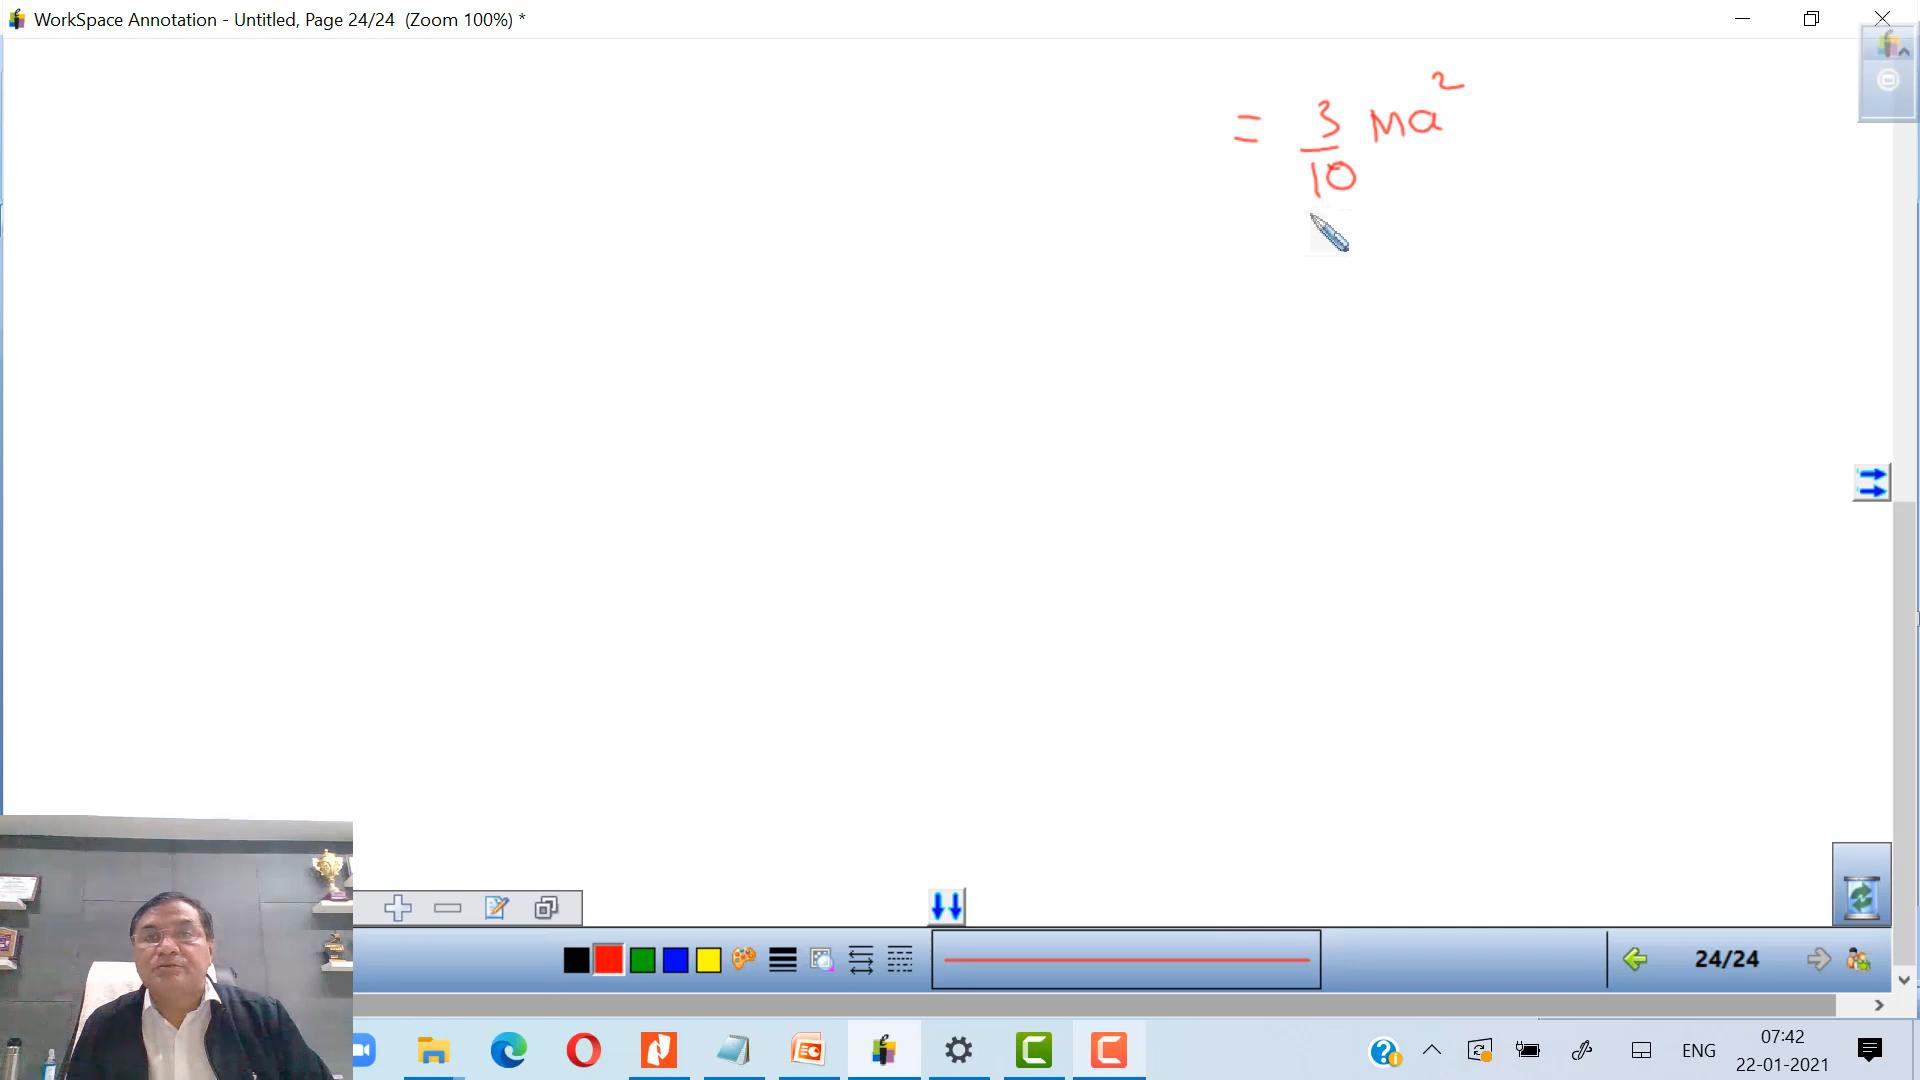 WorkSpace Annotation - Untitled, Page 24/24 (Zoom 100%) *
= 3/10 Ma²
24/24
ENG
07:42
22-01-2021